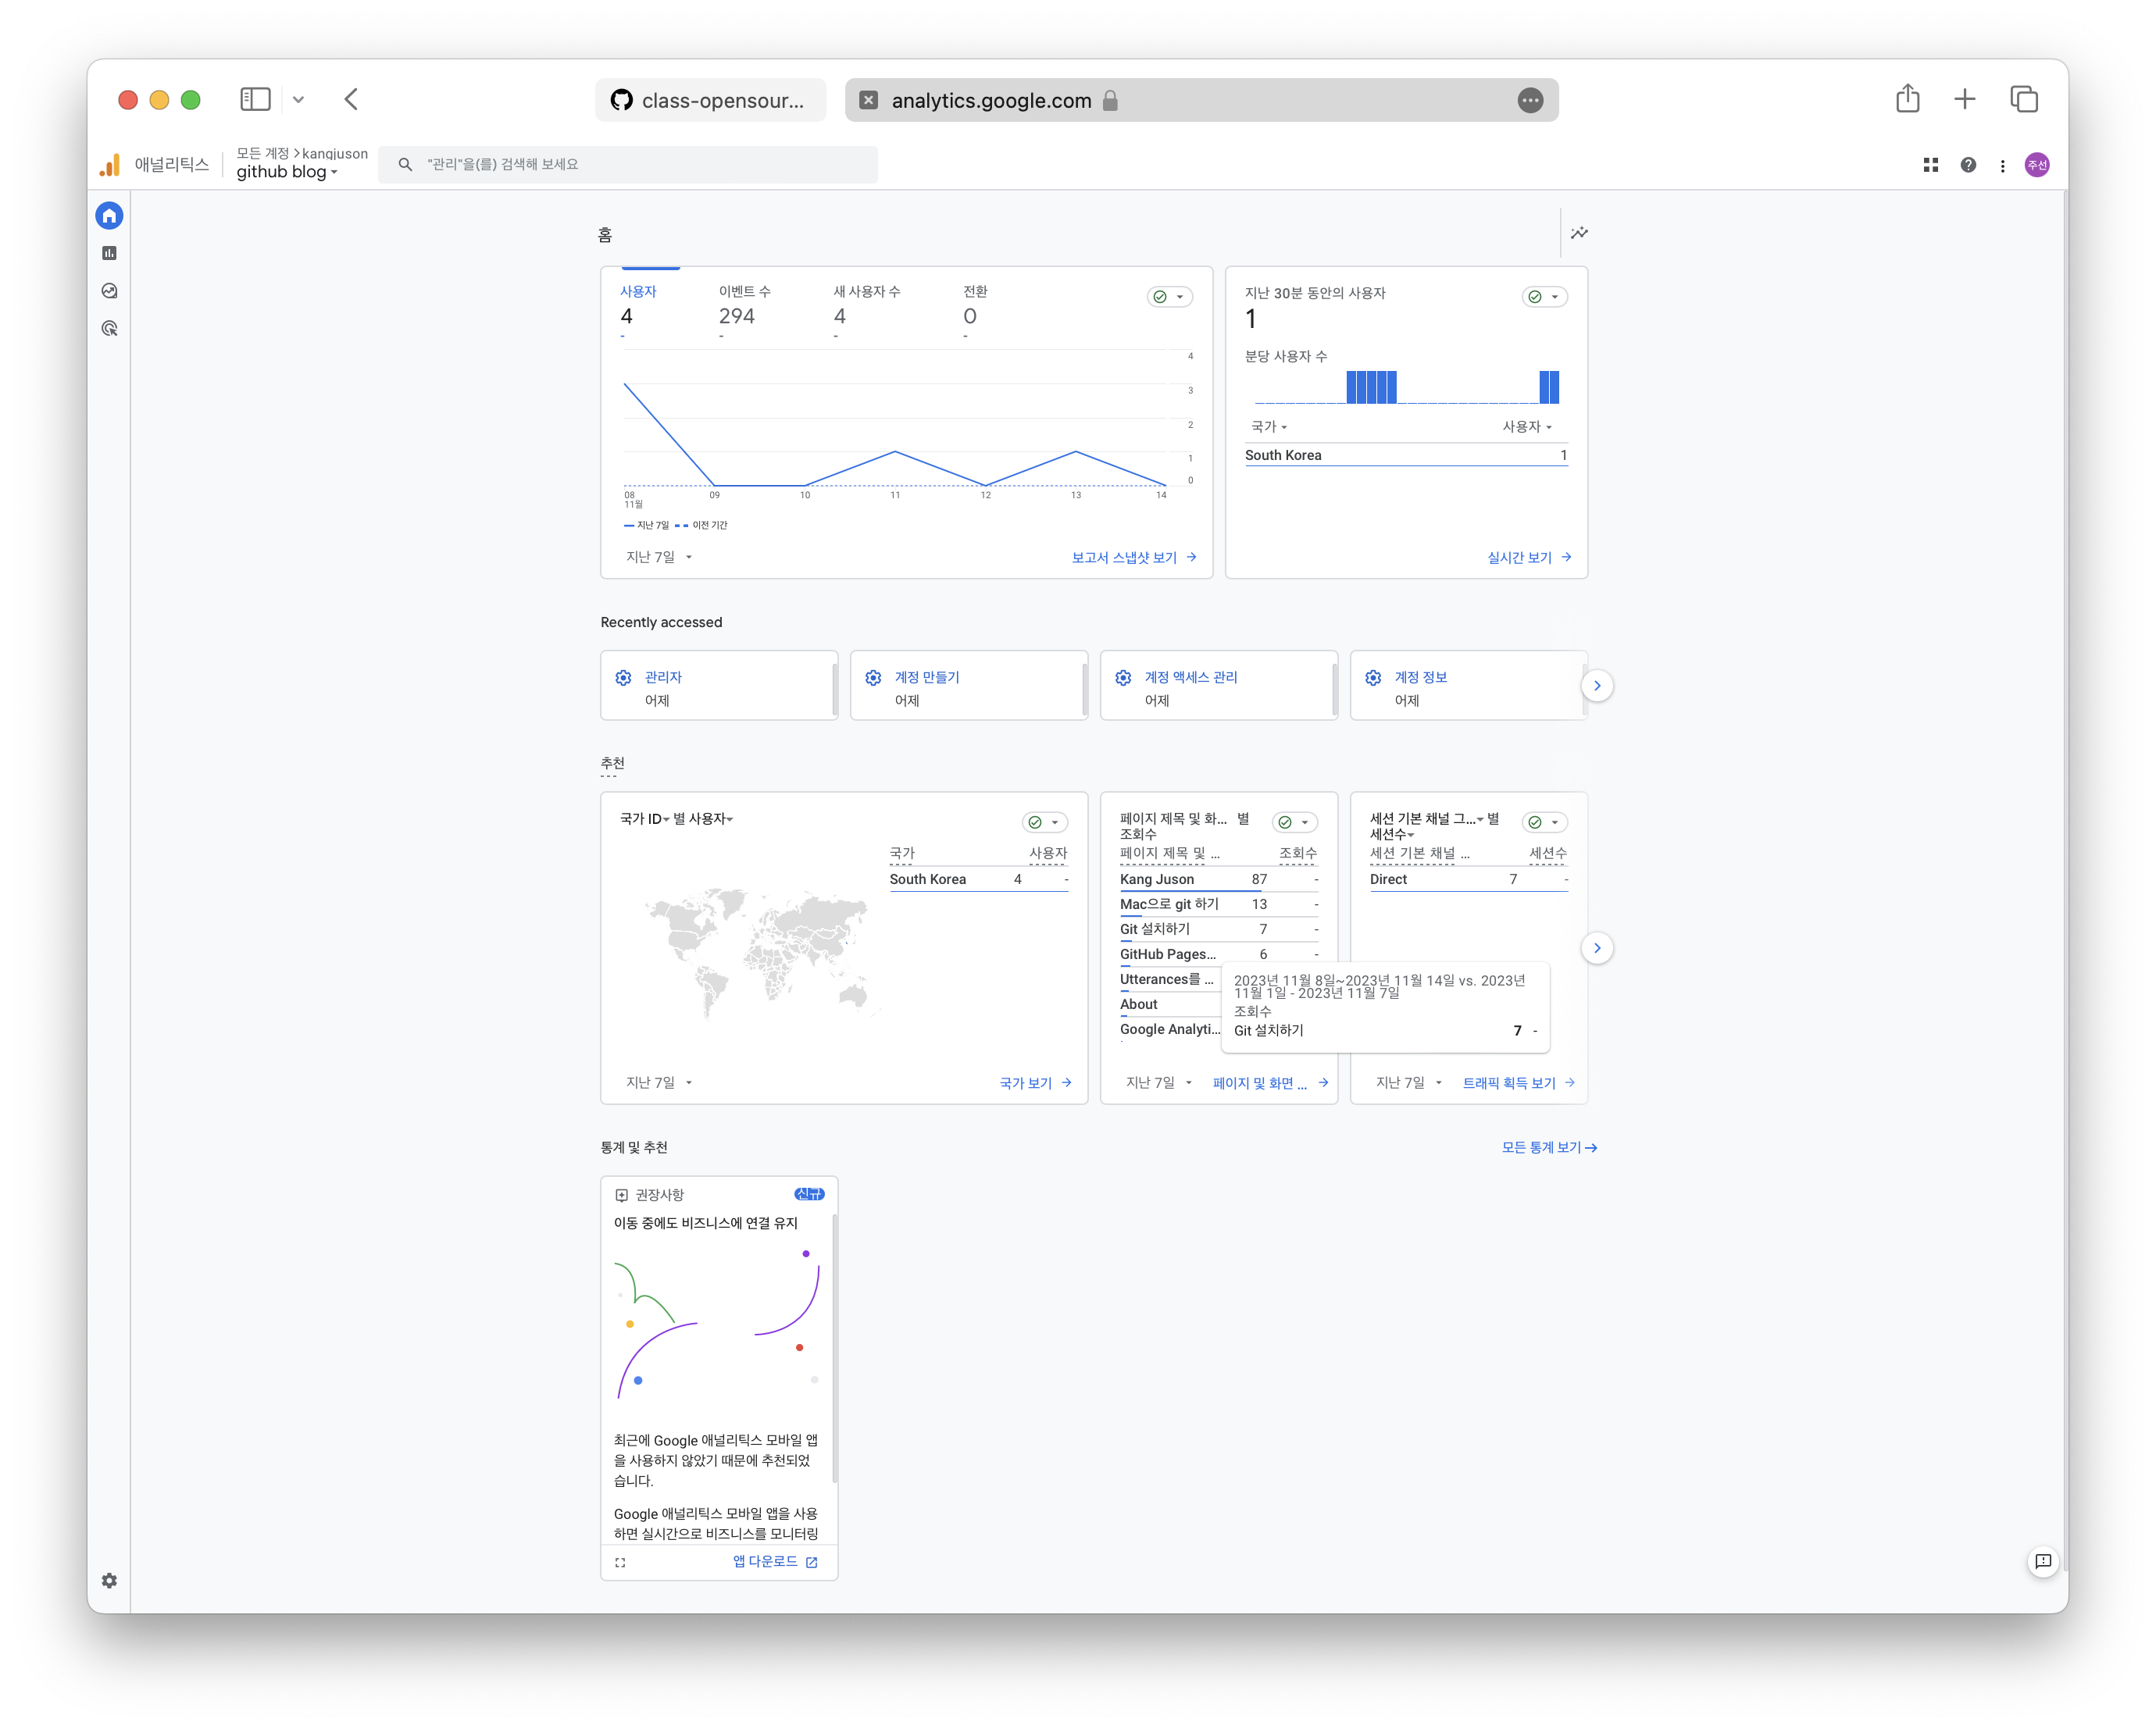 class-opensour...
analytics.google.com
애널리틱스
모든 계정 > kangjuson
github blog
"관리"을(를) 검색해 보세요
주선
홈
사용자
4
-
이벤트 수
294
-
새 사용자 수
4
-
전환
0
-
4
3
2
1
0
08 09 10 11 12 13 14
11월
지난 7일 이전 기간
지난 7일
보고서 스냅샷 보기
지난 30분 동안의 사용자
1
분당 사용자 수
국가 사용자
South Korea 1
실시간 보기
Recently accessed
관리자
어제
계정 만들기
어제
계정 액세스 관리
어제
계정 정보
어제
추천
국가 ID 별 사용자
국가 사용자
South Korea 4 -
지난 7일
국가 보기
페이지 제목 및 화... 별
조회수
페이지 제목 및 ... 조회수
Kang Juson 87 -
Mac으로 git 하기 13 -
Git 설치하기 7 -
GitHub Pages... 6 -
Utterances를 ...
About
Google Analyti...
지난 7일
페이지 및 화면 ...
2023년 11월 8일~2023년 11월 14일 vs. 2023년
11월 1일 - 2023년 11월 7일
조회수
Git 설치하기 7 -
세션 기본 채널 그... 별
세션수
세션 기본 채널 ... 세션수
Direct 7 -
지난 7일
트래픽 획득 보기
통계 및 추천
모든 통계 보기
권장사항
신규
이동 중에도 비즈니스에 연결 유지
최근에 Google 애널리틱스 모바일 앱
을 사용하지 않았기 때문에 추천되었
습니다.
Google 애널리틱스 모바일 앱을 사용
하면 실시간으로 비즈니스를 모니터링
앱 다운로드